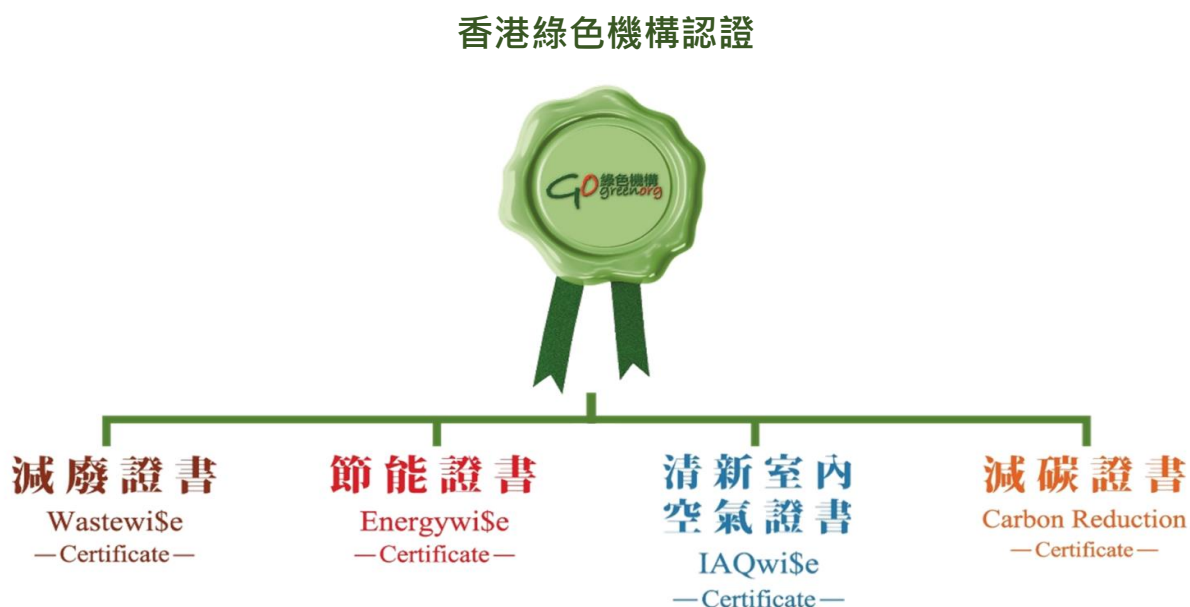 香港綠色機構認證
GO 綠色機構
greenorg
減廢證書
Wastewi$e
—Certificate—
節能證書
Energywi$e
—Certificate—
清新室內
空氣證書
IAQwi$e
—Certificate—
減碳證書
Carbon Reduction
—Certificate—